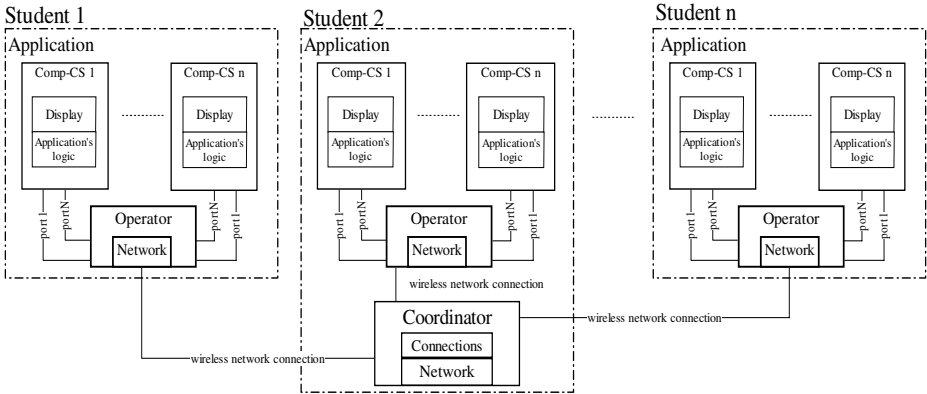 Student 1
Application
Comp-CS 1
Display
Application's
logic
Comp-CS n
Display
Application's
logic
port1
portN
portN
port1
Operator
Network
Student 2
Application
Comp-CS 1
Display
Application's
logic
Comp-CS n
Display
Application's
logic
port1
portN
portN
port1
Operator
Network
wireless network connection
Coordinator
Connections
Network
Student n
Application
Comp-CS 1
Display
Application's
logic
Comp-CS n
Display
Application's
logic
port1
portN
portN
port1
Operator
Network
wireless network connection
wireless network connection